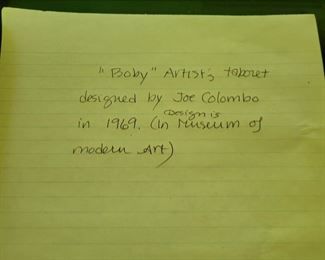 "Boby" Artist's taboret
designed by Joe Colombo
in 1969. (Design is In Museum of
modern Art)